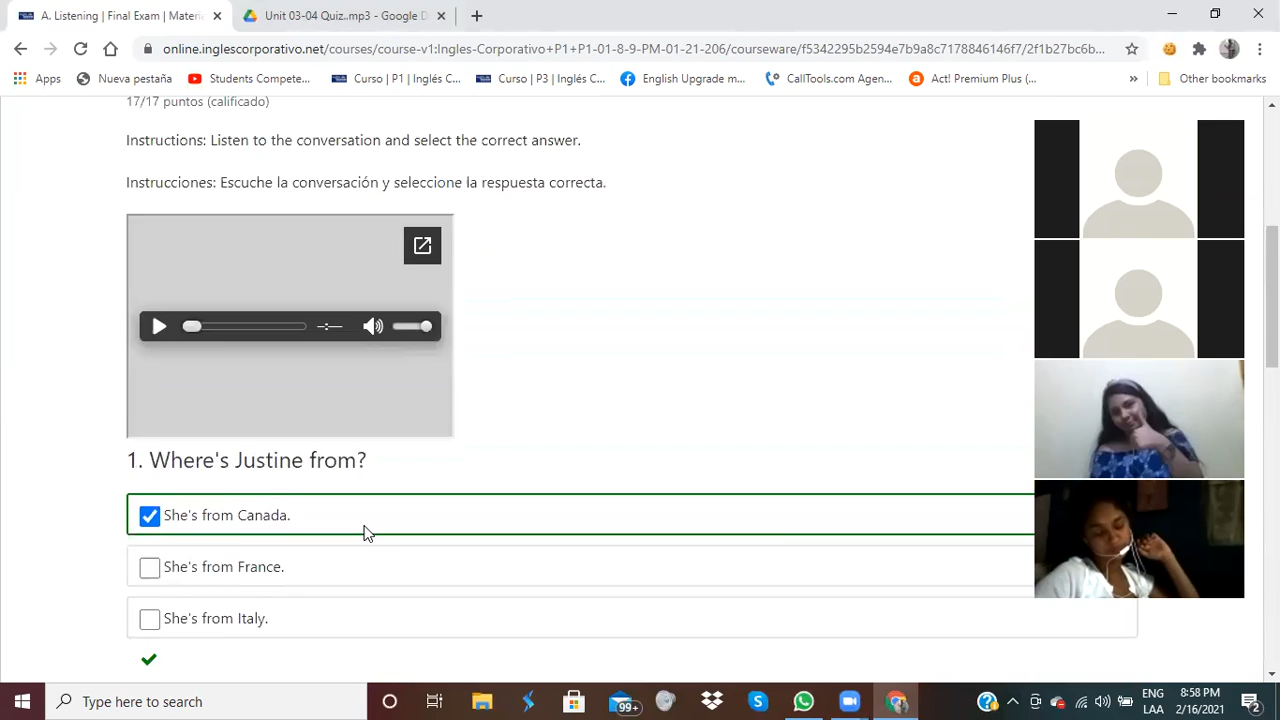 A. Listening | Final Exam | Mater
Unit 03-04 Quiz..mp3 - Google D
online.inglescorporativo.net/courses/course-v1:Ingles-Corporativo+P1+P1-01-8-9-PM-01-21-206/courseware/f5342295b2594e7b9a8c7178846146f7/2f1b27bc6b...
Apps
Nueva pestaña
Students Compete...
Curso | P1 | Inglés C...
Curso | P3 | Inglés C...
English Upgrade m...
CallTools.com Agen...
Act! Premium Plus (...
»
Other bookmarks
17/17 puntos (calificado)
Instructions: Listen to the conversation and select the correct answer.
Instrucciones: Escuche la conversación y seleccione la respuesta correcta.
-:-
1. Where's Justine from?
She's from Canada.
She's from France.
She's from Italy.
Type here to search
99+
ENG
LAA
8:58 PM
2/16/2021
2